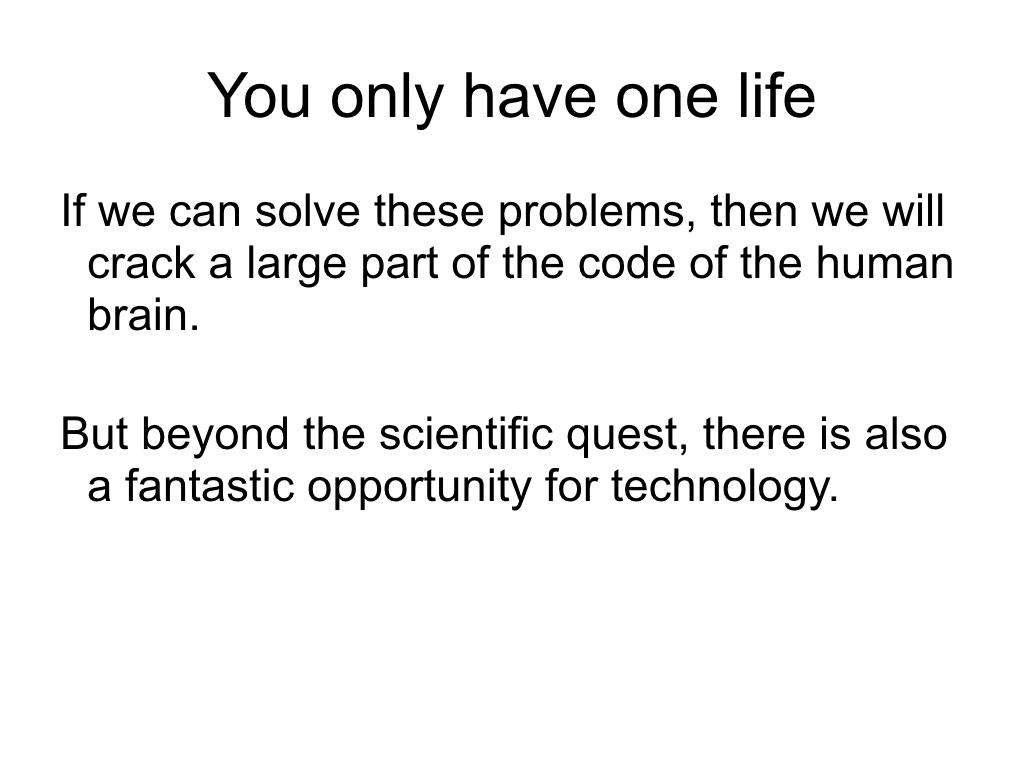 You only have one life
If we can solve these problems, then we will
crack a large part of the code of the human
brain.
But beyond the scientific quest, there is also
a fantastic opportunity for technology.